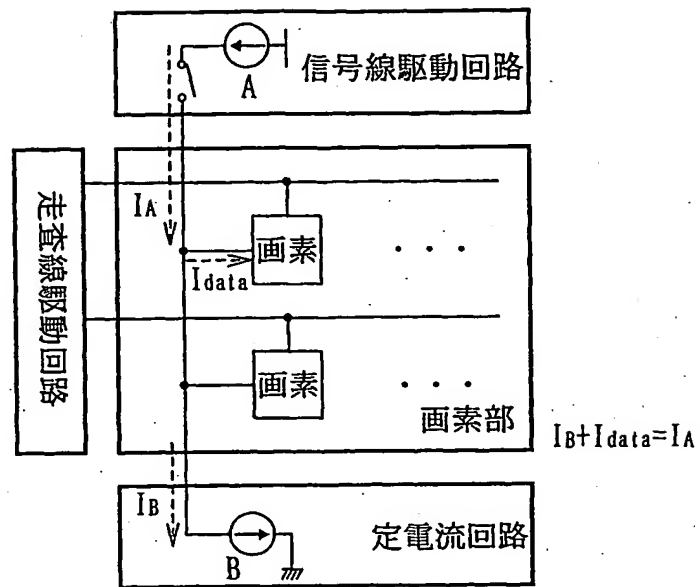 A
信号線駆動回路
走査線駆動回路
IA
Idata
画素
・・・
画素
・・・
画素部
IB+Idata=IA
IB
B
定電流回路